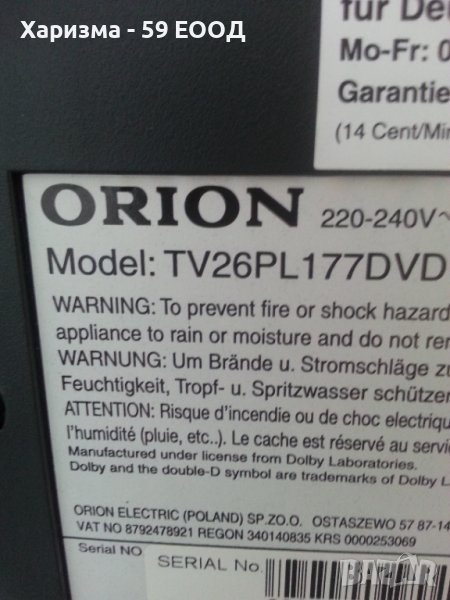 Харизма - 59 ЕООД
für De
Mo-Fr: 0
Garantie
(14 Cent/Min
ORION 220-240V~
Model: TV26PL177DVD
WARNING: To prevent fire or shock hazard
appliance to rain or moisture and do not re
WARNUNG: Um Brände u. Stromschläge zu
Feuchtigkeit, Tropf- u. Spritzwasser schützen
ATTENTION: Risque d'incendie ou de choc electriqu
l'humidité (pluie, etc..). Le cache est réservé au servic
Manufactured under license from Dolby Laboratories.
Dolby and the double-D symbol are trademarks of Dolby L
ORION ELECTRIC (POLAND) SP.ZO.O. OSTASZEWO 57 87-14
VAT NO 8792478921 REGON 340140835 KRS 0000253069
Serial NO
SERIAL No.
BAZAR